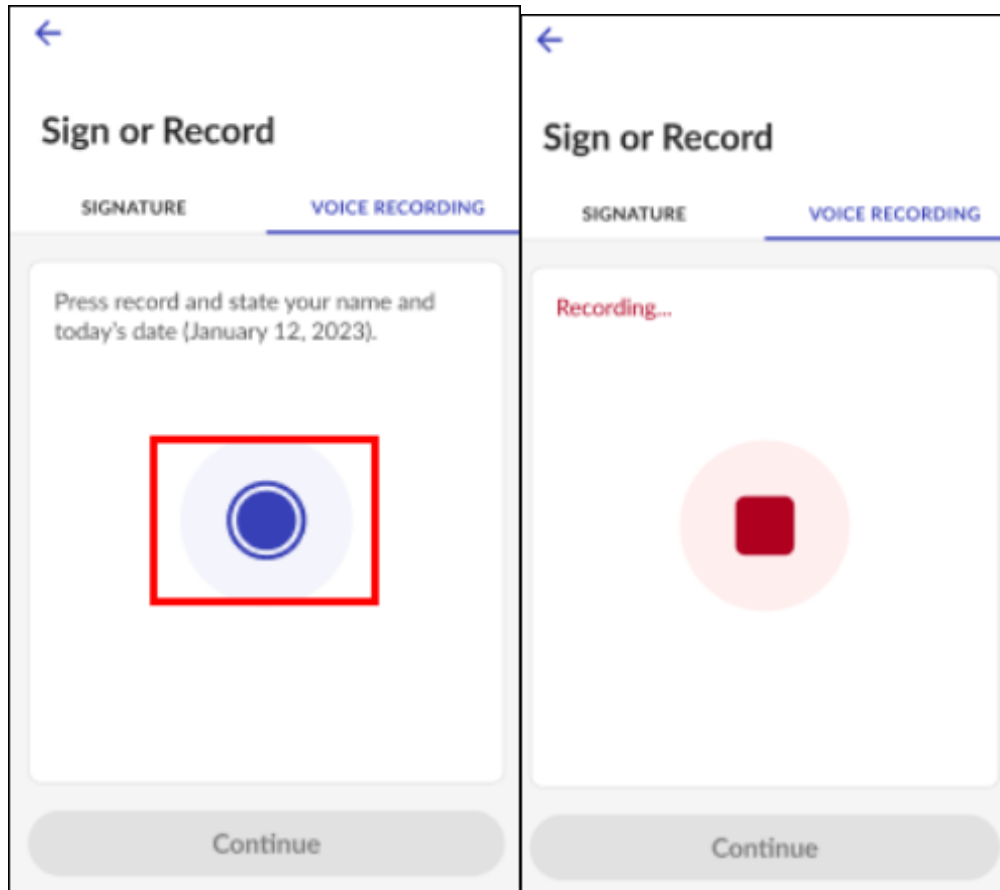 Sign or Record
SIGNATURE VOICE RECORDING
Press record and state your name and
today's date (January 12, 2023).
Continue
Sign or Record
SIGNATURE VOICE RECORDING
Recording...
Continue